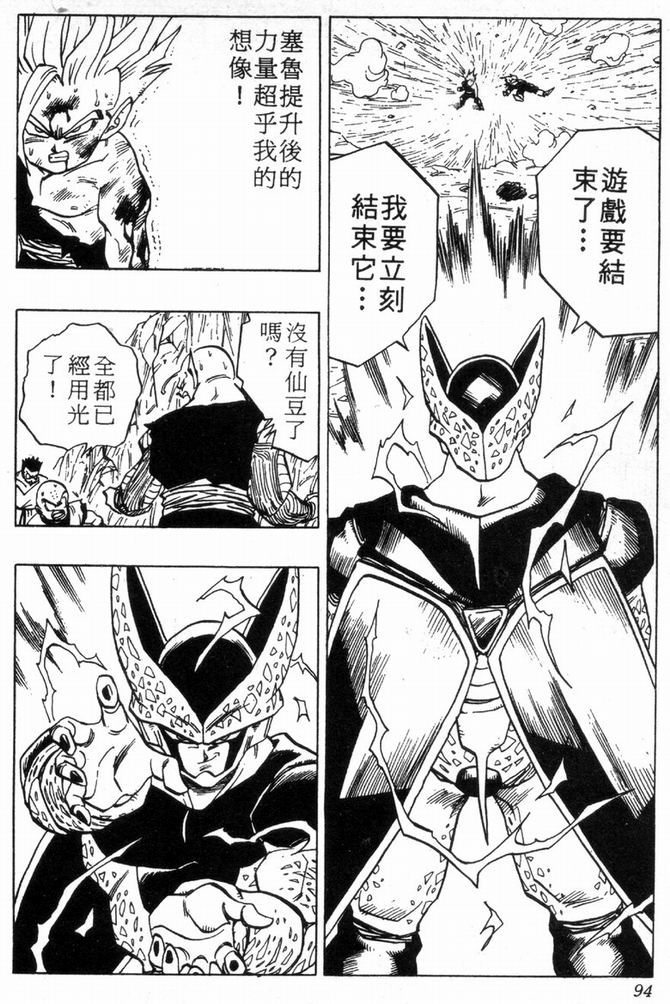 遊戲要結
束了…
我要立刻
結束它…
塞魯提升後的
力量超乎我的
想像！
沒有仙豆了
嗎？
全都已
經用光
了！
94